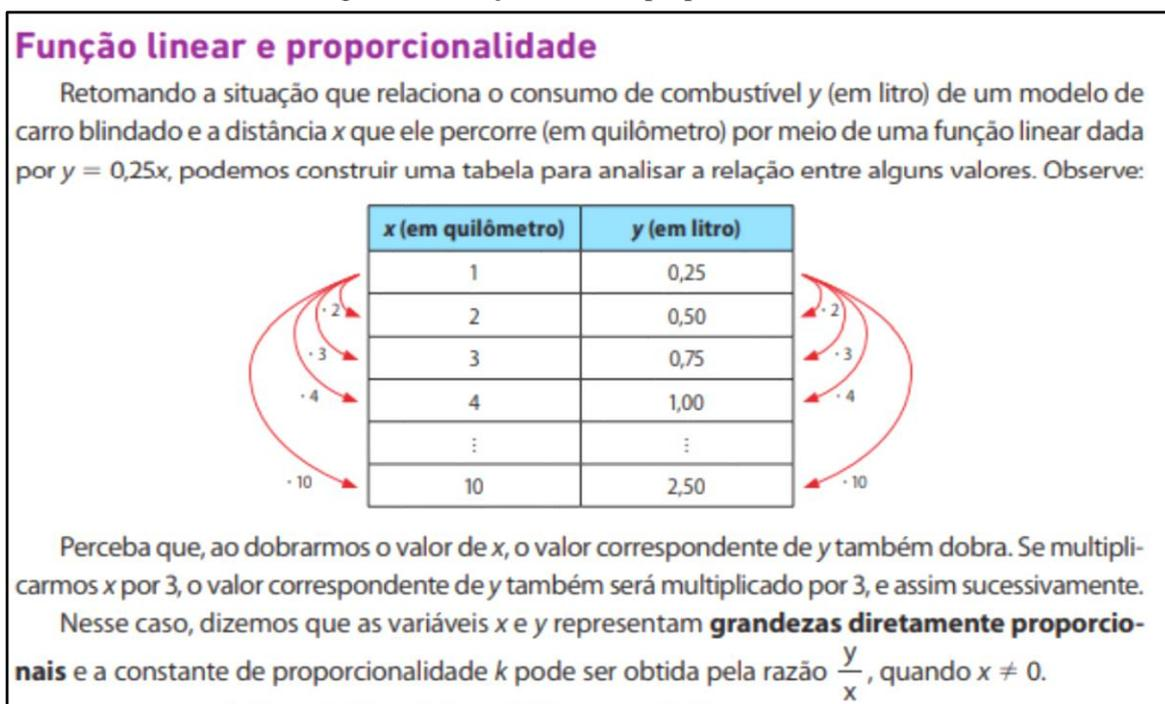 Função linear e proporcionalidade
Retomando a situação que relaciona o consumo de combustível y (em litro) de um modelo de
carro blindado e a distância x que ele percorre (em quilômetro) por meio de uma função linear dada
por y = 0,25x, podemos construir uma tabela para analisar a relação entre alguns valores. Observe:
x (em quilômetro) y (em litro)
1 0,25
· 2 2 0,50 · 2
· 3 3 0,75 · 3
· 4 4 1,00 · 4
⋮ ⋮
· 10 10 2,50 · 10
Perceba que, ao dobrarmos o valor de x, o valor correspondente de y também dobra. Se multipli-
carmos x por 3, o valor correspondente de y também será multiplicado por 3, e assim sucessivamente.
Nesse caso, dizemos que as variáveis x e y representam grandezas diretamente proporcio-
nais e a constante de proporcionalidade k pode ser obtida pela razão y/x, quando x ≠ 0.